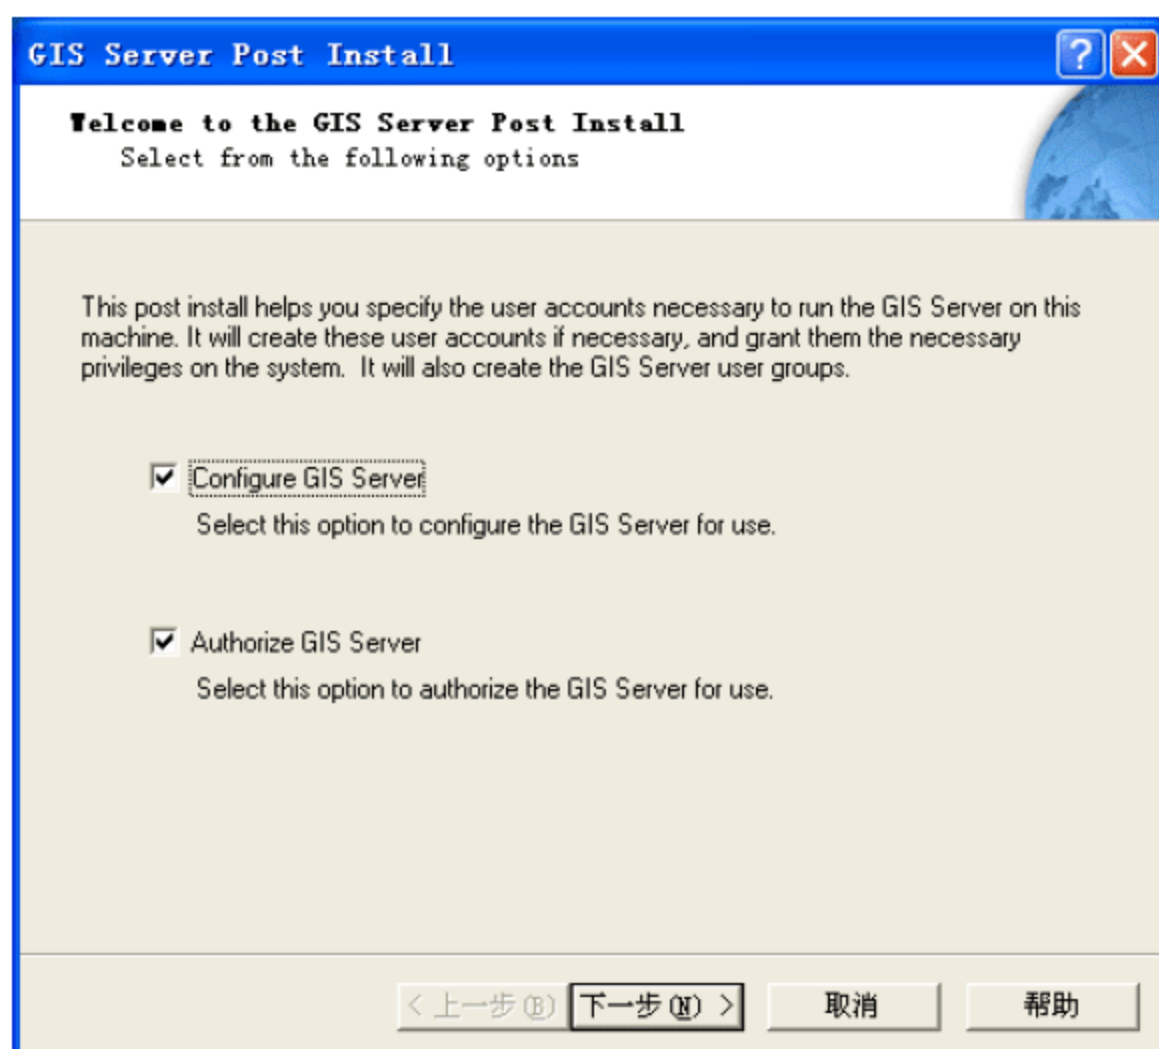 GIS Server Post Install
Welcome to the GIS Server Post Install
Select from the following options
This post install helps you specify the user accounts necessary to run the GIS Server on this
machine. It will create these user accounts if necessary, and grant them the necessary
privileges on the system. It will also create the GIS Server user groups.
Configure GIS Server
Select this option to configure the GIS Server for use.
Authorize GIS Server
Select this option to authorize the GIS Server for use.
< 上一步(B) 下一步(N) > 取消 帮助